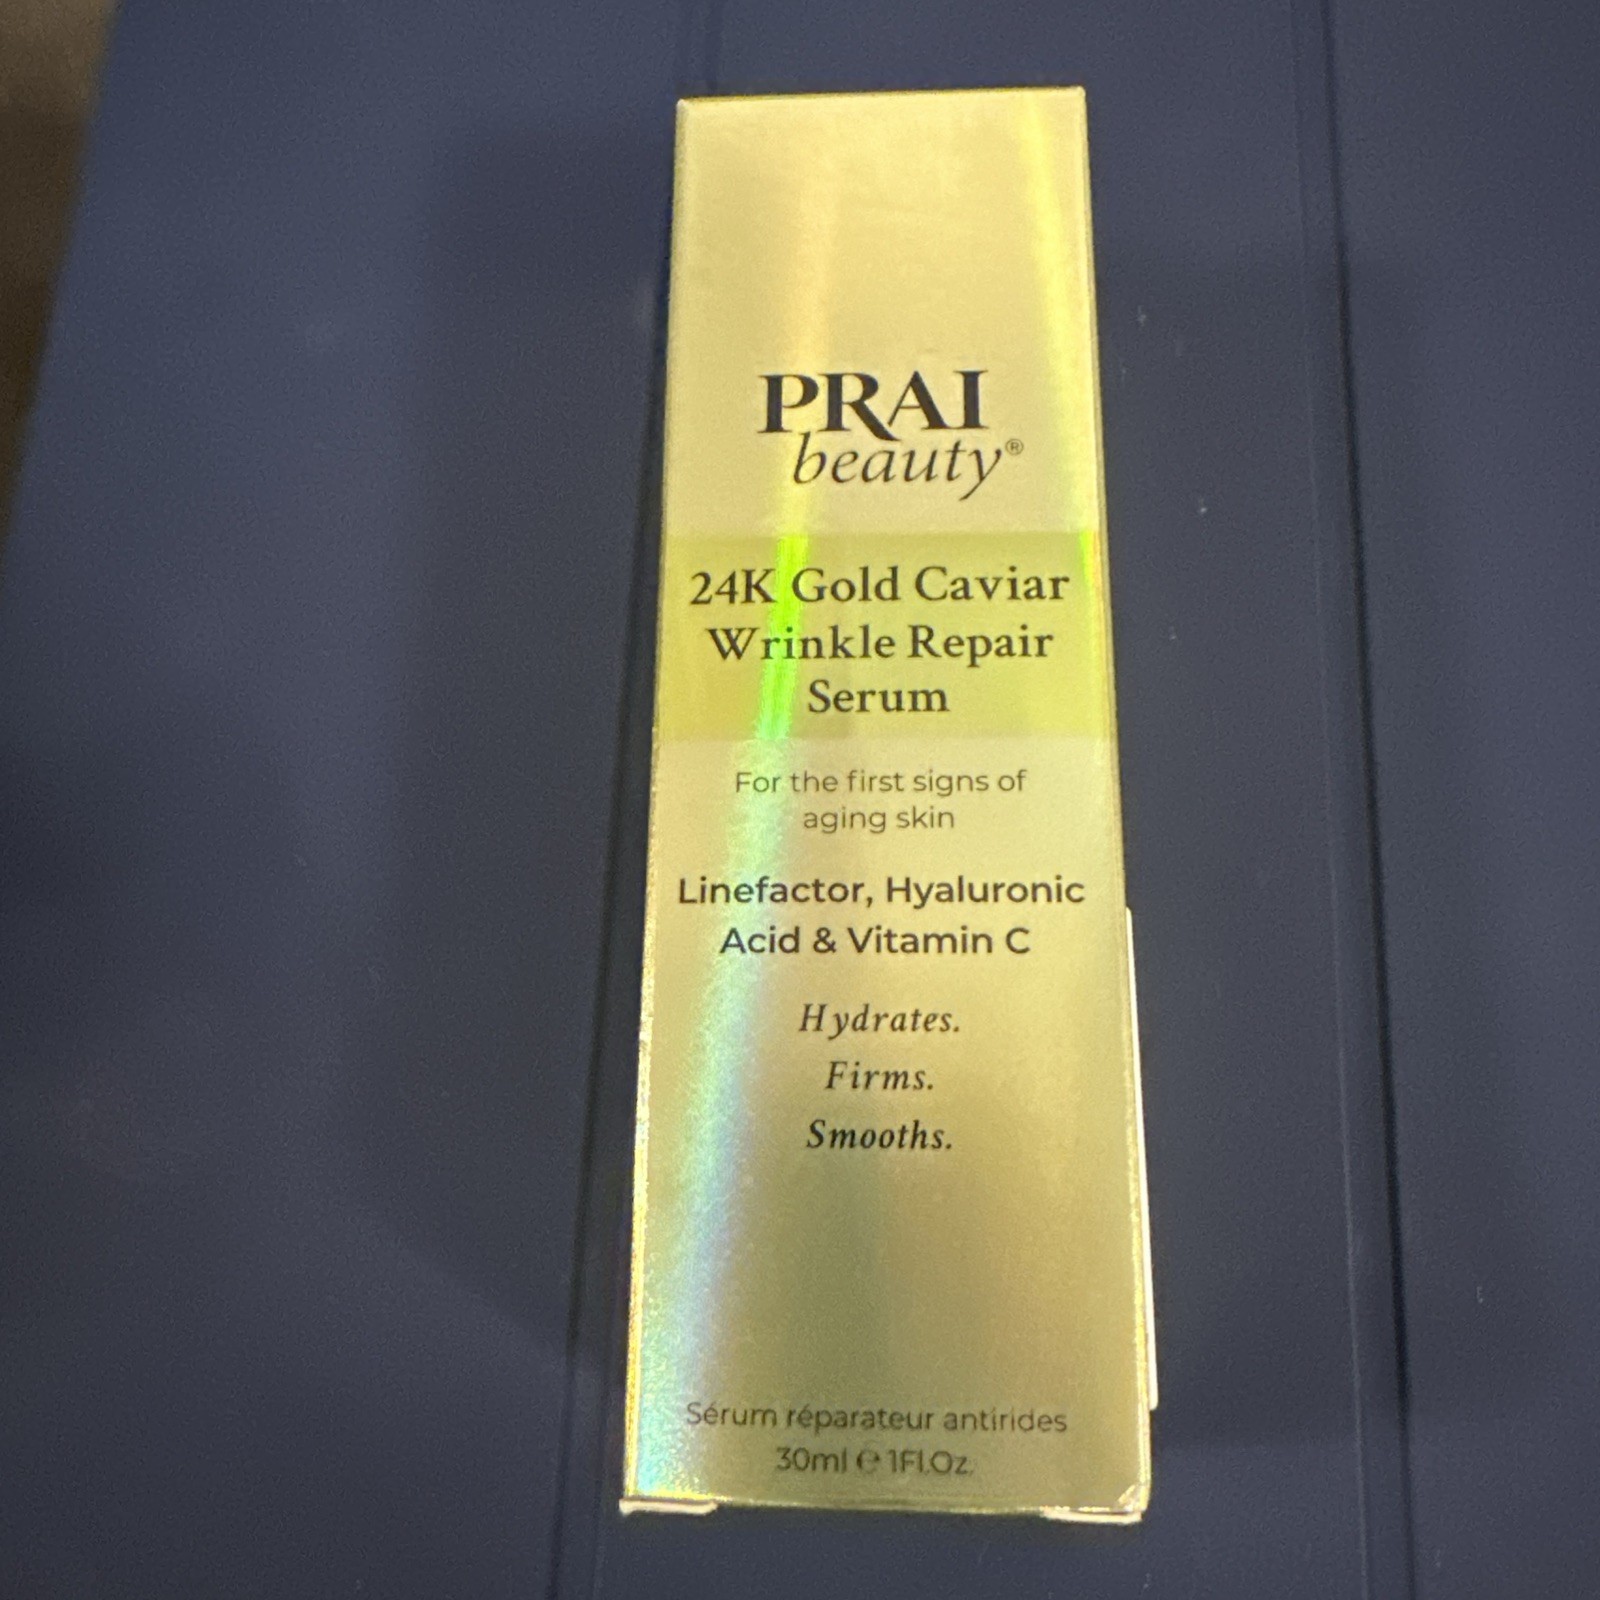 PRAI
beauty®
24K Gold Caviar
Wrinkle Repair
Serum
For the first signs of
aging skin
Linefactor, Hyaluronic
Acid & Vitamin C
Hydrates.
Firms.
Smooths.
Sérum réparateur antirides
30ml ℮ 1Fl.Oz.